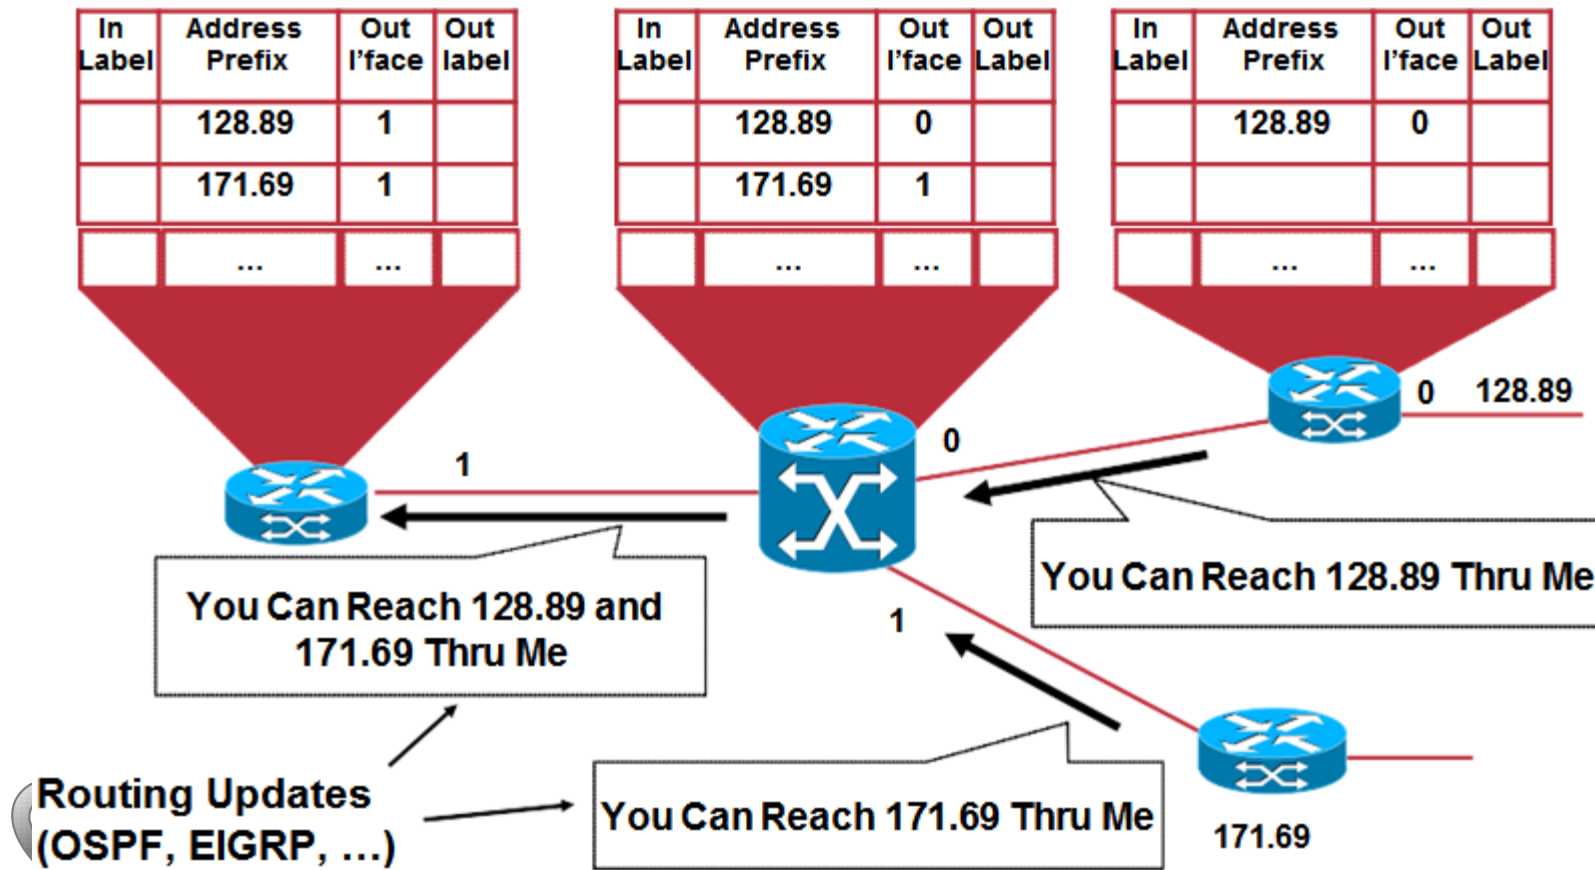 In Label Address Prefix Out I'face Out label
128.89 1
171.69 1
... ...
In Label Address Prefix Out I'face Out Label
128.89 0
171.69 1
... ...
In Label Address Prefix Out I'face Out Label
128.89 0
... ...
0 128.89
0
1
You Can Reach 128.89 Thru Me
You Can Reach 128.89 and
171.69 Thru Me
1
Routing Updates
(OSPF, EIGRP, …)
You Can Reach 171.69 Thru Me
171.69